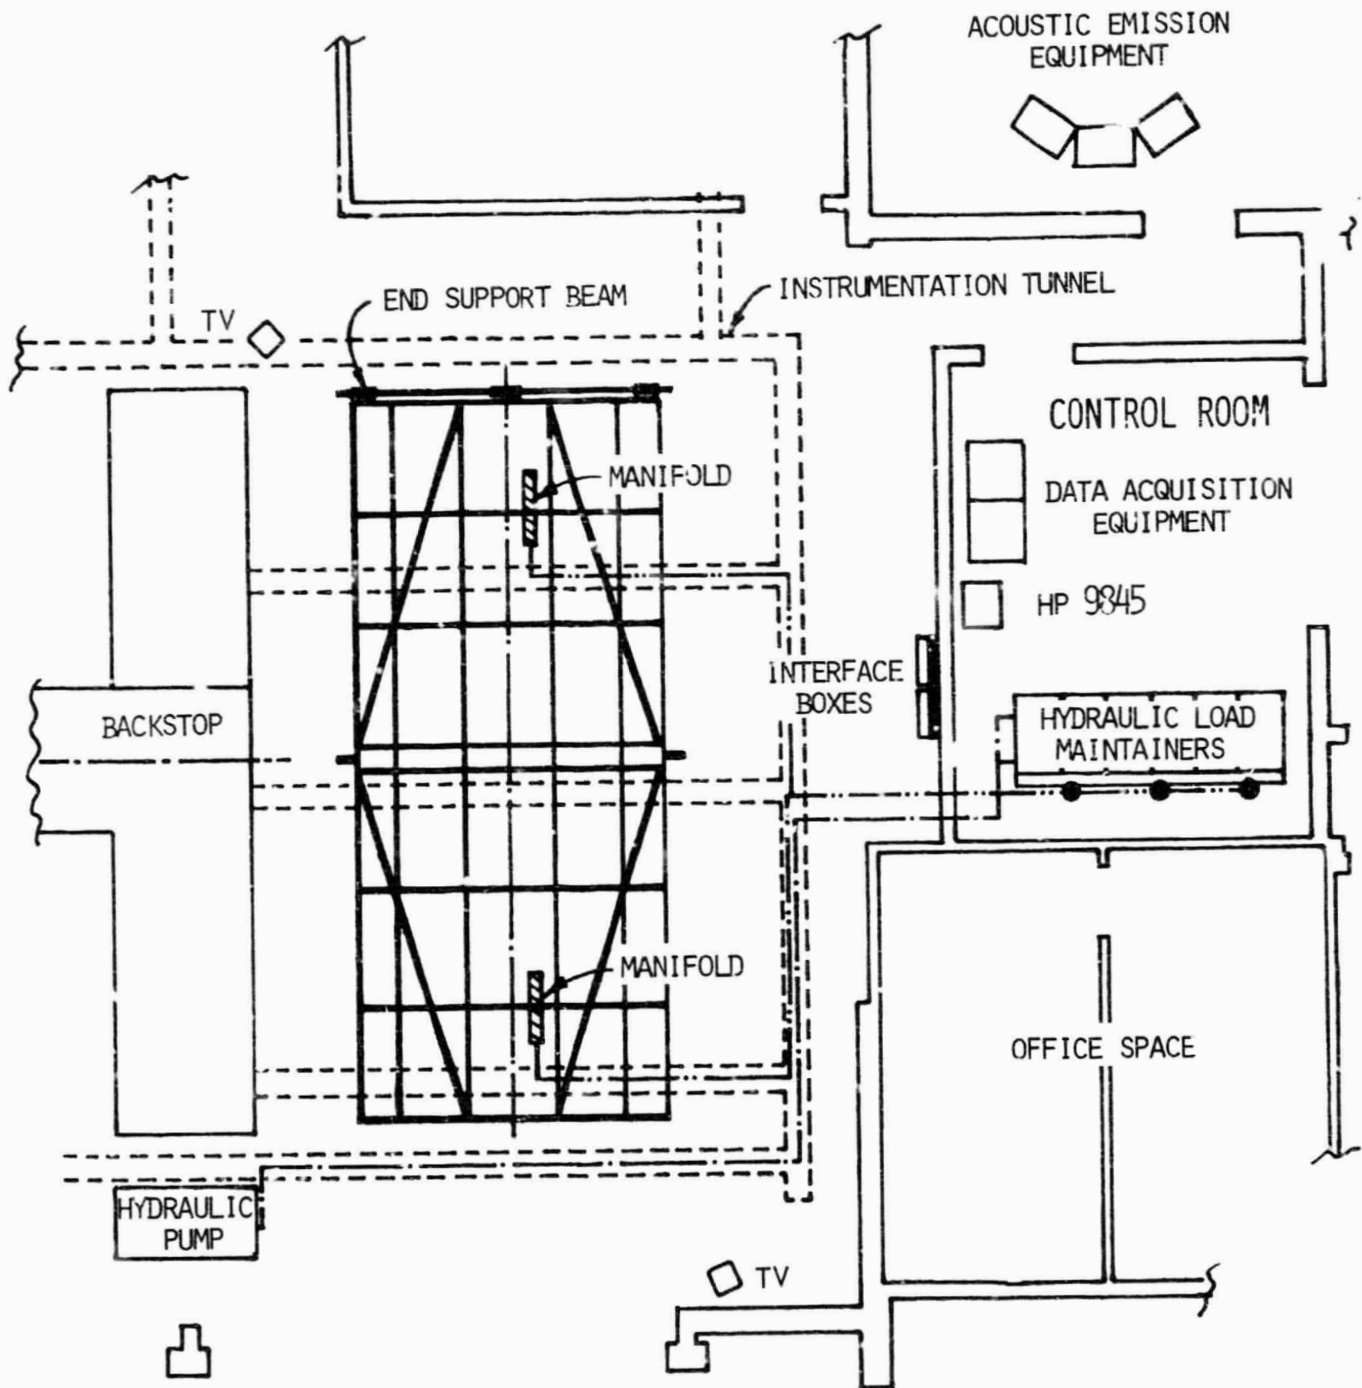 ACOUSTIC EMISSION
EQUIPMENT
END SUPPORT BEAM
INSTRUMENTATION TUNNEL
TV
CONTROL ROOM
MANIFOLD
DATA ACQUISITION
EQUIPMENT
HP 9845
INTERFACE
BOXES
BACKSTOP
HYDRAULIC LOAD
MAINTAINERS
MANIFOLD
OFFICE SPACE
HYDRAULIC
PUMP
TV